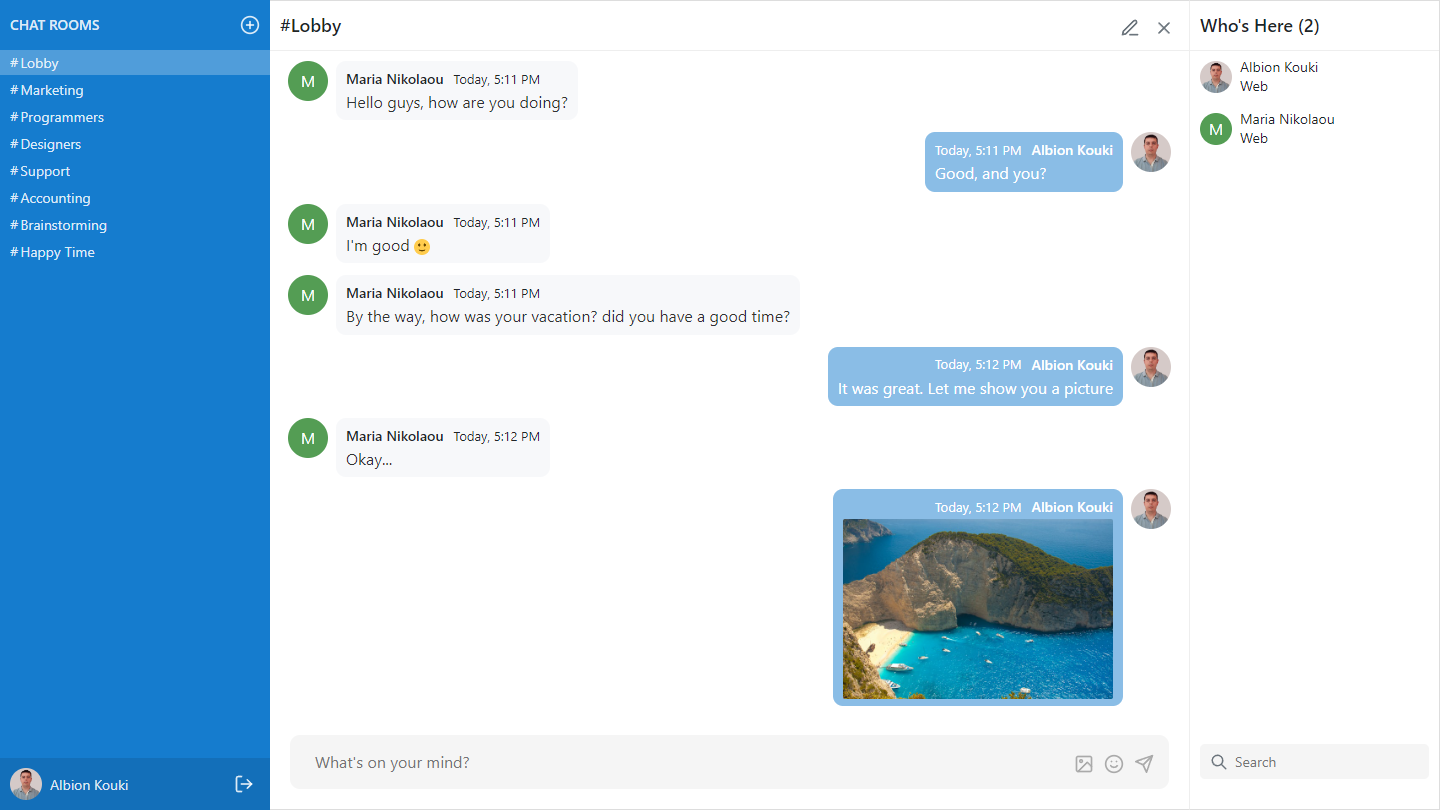 CHAT ROOMS
#Lobby
#Marketing
#Programmers
#Designers
#Support
#Accounting
#Brainstorming
#Happy Time
Albion Kouki
#Lobby
M
Maria Nikolaou Today, 5:11 PM
Hello guys, how are you doing?
Today, 5:11 PM Albion Kouki
Good, and you?
M
Maria Nikolaou Today, 5:11 PM
I'm good 🙂
M
Maria Nikolaou Today, 5:11 PM
By the way, how was your vacation? did you have a good time?
Today, 5:12 PM Albion Kouki
It was great. Let me show you a picture
M
Maria Nikolaou Today, 5:12 PM
Okay...
Today, 5:12 PM Albion Kouki
What's on your mind?
Who's Here (2)
Albion Kouki
Web
M
Maria Nikolaou
Web
Search